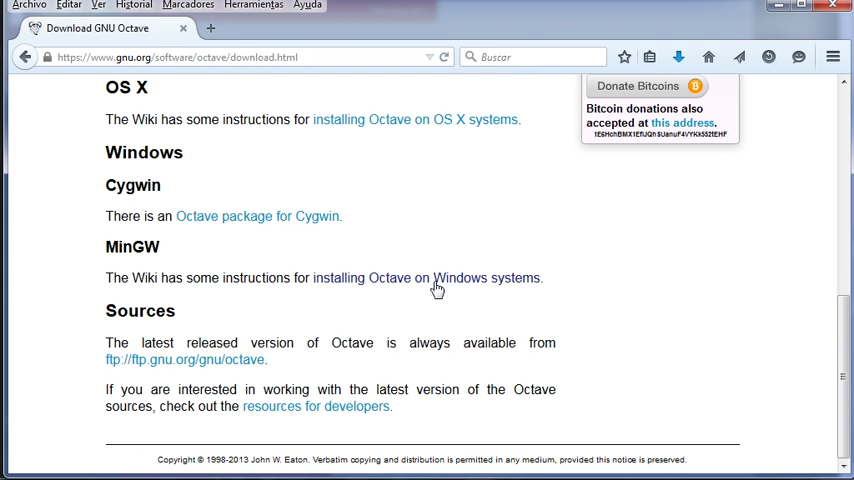 Archivo Editar Ver Historial Marcadores Herramientas Ayuda
Download GNU Octave
https://www.gnu.org/software/octave/download.html
Buscar
OS X
The Wiki has some instructions for installing Octave on OS X systems.
Windows
Cygwin
There is an Octave package for Cygwin.
MinGW
The Wiki has some instructions for installing Octave on Windows systems.
Sources
The latest released version of Octave is always available from
ftp://ftp.gnu.org/gnu/octave.
If you are interested in working with the latest version of the Octave
sources, check out the resources for developers.
Donate Bitcoins
Bitcoin donations also
accepted at this address.
Copyright © 1998-2013 John W. Eaton. Verbatim copying and distribution is permitted in any medium, provided this notice is preserved.